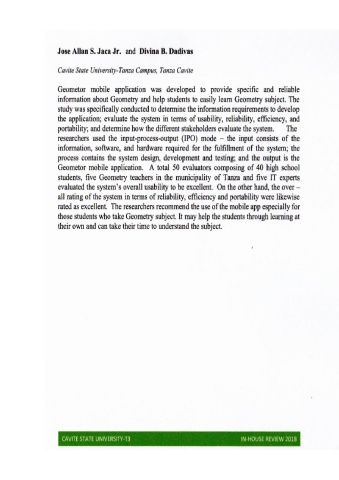 Jose Allan S. Jaca Jr. and Divina B. Dadivas
Cavite State University-Tanza Campus, Tanza Cavite
Geometor mobile application was developed to provide specific and reliable
information about Geometry and help students to easily learn Geometry subject. The
study was specifically conducted to determine the information requirements to develop
the application; evaluate the system in terms of usability, reliability, efficiency, and
portability; and determine how the different stakeholders evaluate the system. The
researchers used the input-process-output (IPO) mode – the input consists of the
information, software, and hardware required for the fulfillment of the system; the
process contains the system design, development and testing; and the output is the
Geometor mobile application. A total 50 evaluators composing of 40 high school
students, five Geometry teachers in the municipality of Tanza and five IT experts
evaluated the system's overall usability to be excellent. On the other hand, the over –
all rating of the system in terms of reliability, efficiency and portability were likewise
rated as excellent. The researchers recommend the use of the mobile app especially for
those students who take Geometry subject. It may help the students through learning at
their own and can take their time to understand the subject.
CAVITE STATE UNIVERSITY-T3 IN-HOUSE REVIEW 2018